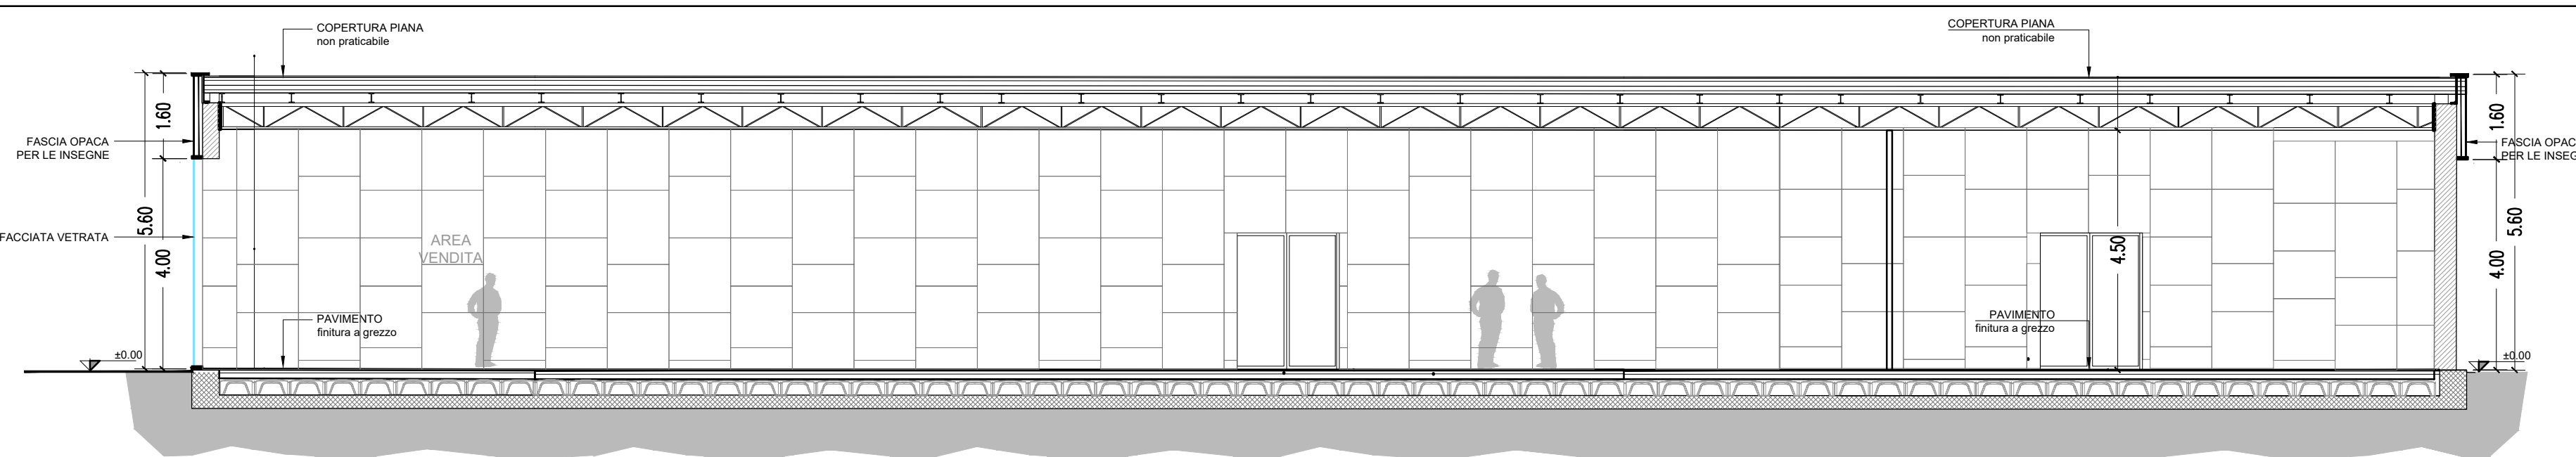 COPERTURA PIANA
non praticabile
COPERTURA PIANA
non praticabile
1.60
FASCIA OPACA
PER LE INSEGNE
5.60
FACCIATA VETRATA
4.00
±0.00
AREA
VENDITA
PAVIMENTO
finitura a grezzo
4.50
PAVIMENTO
finitura a grezzo
1.60
FASCIA OPAC
PER LE INSEG
5.60
4.00
±0.00